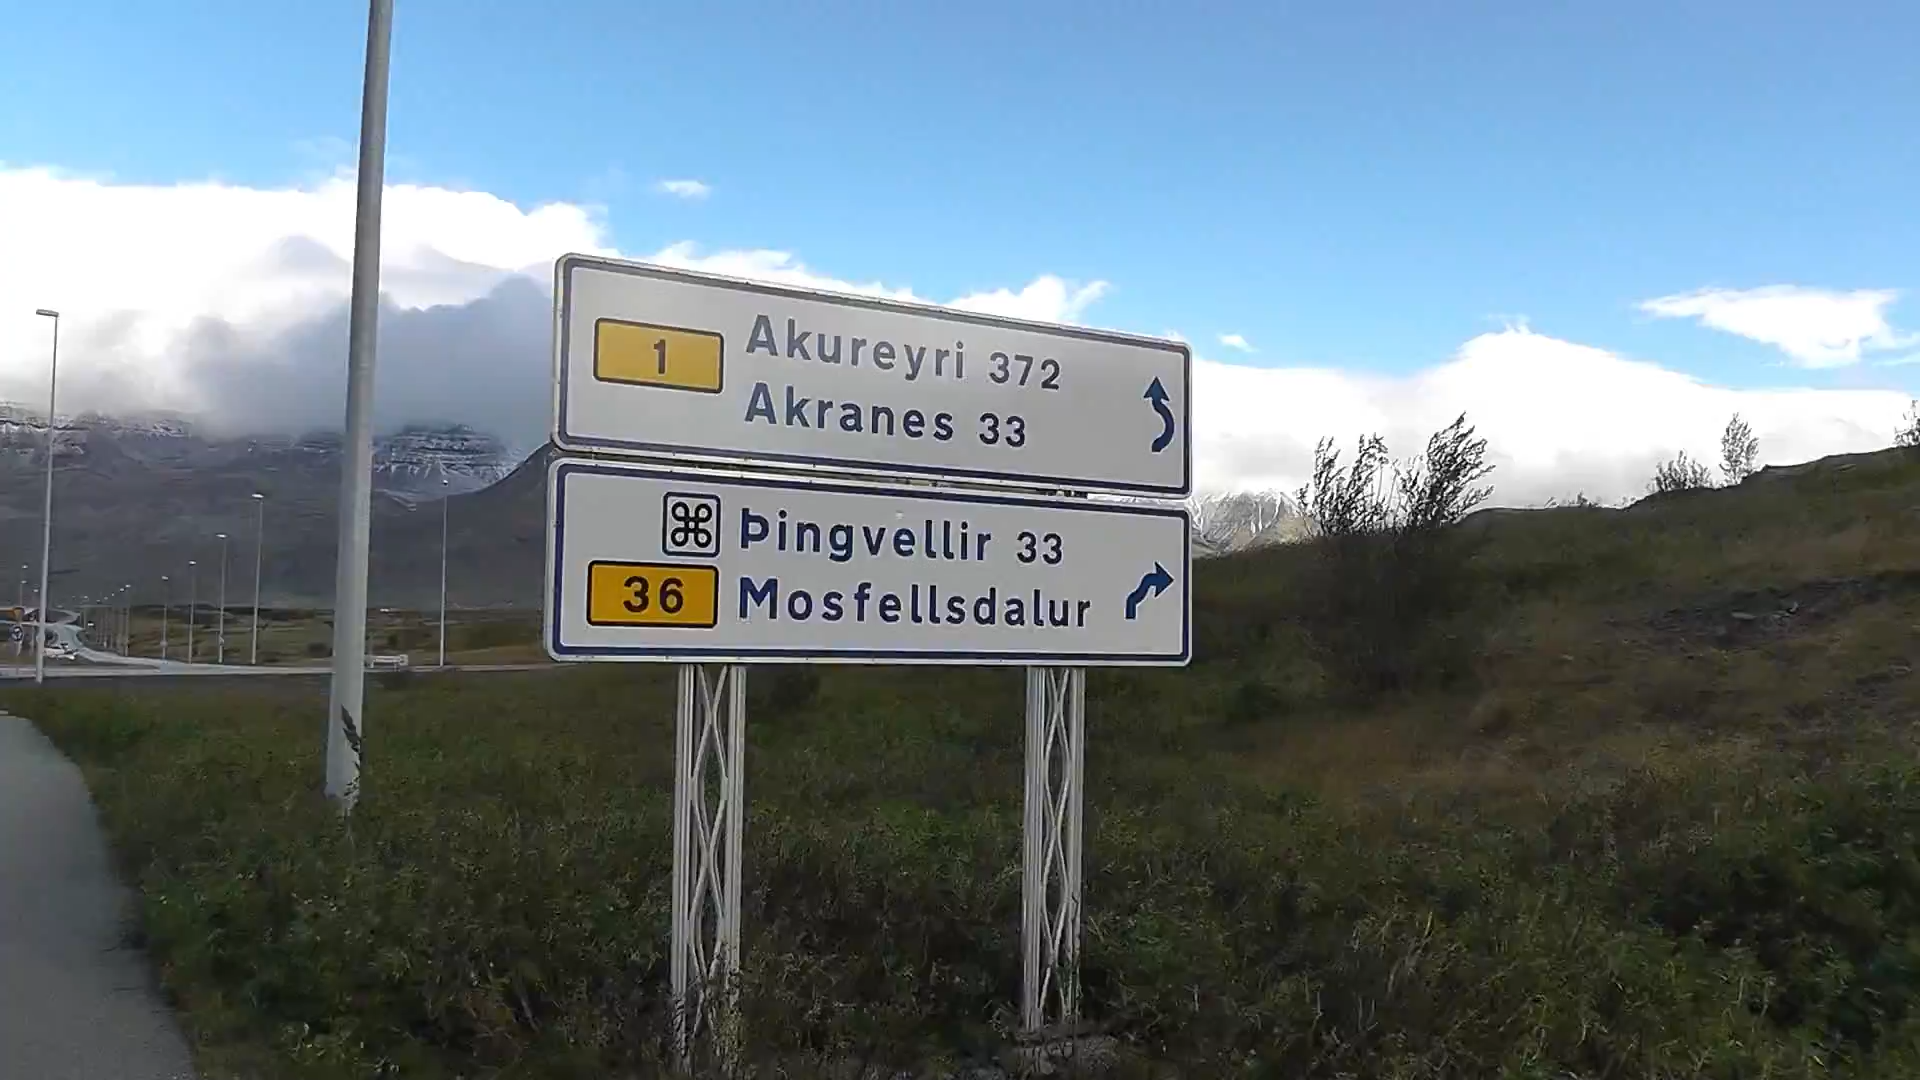 1 Akureyri 372
Akranes 33
⌘ Þingvellir 33
36 Mosfellsdalur